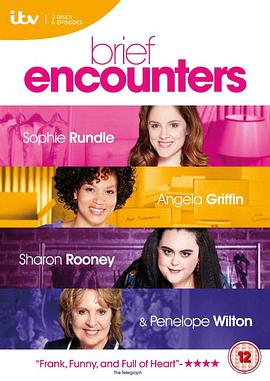 itv
2 DISCS
6 EPISODES
brief
encounters
Sophie Rundle
Angela Griffin
Sharon Rooney
& Penelope Wilton
12
"Frank, Funny, and Full of Heart"-★★★★
The Telegraph